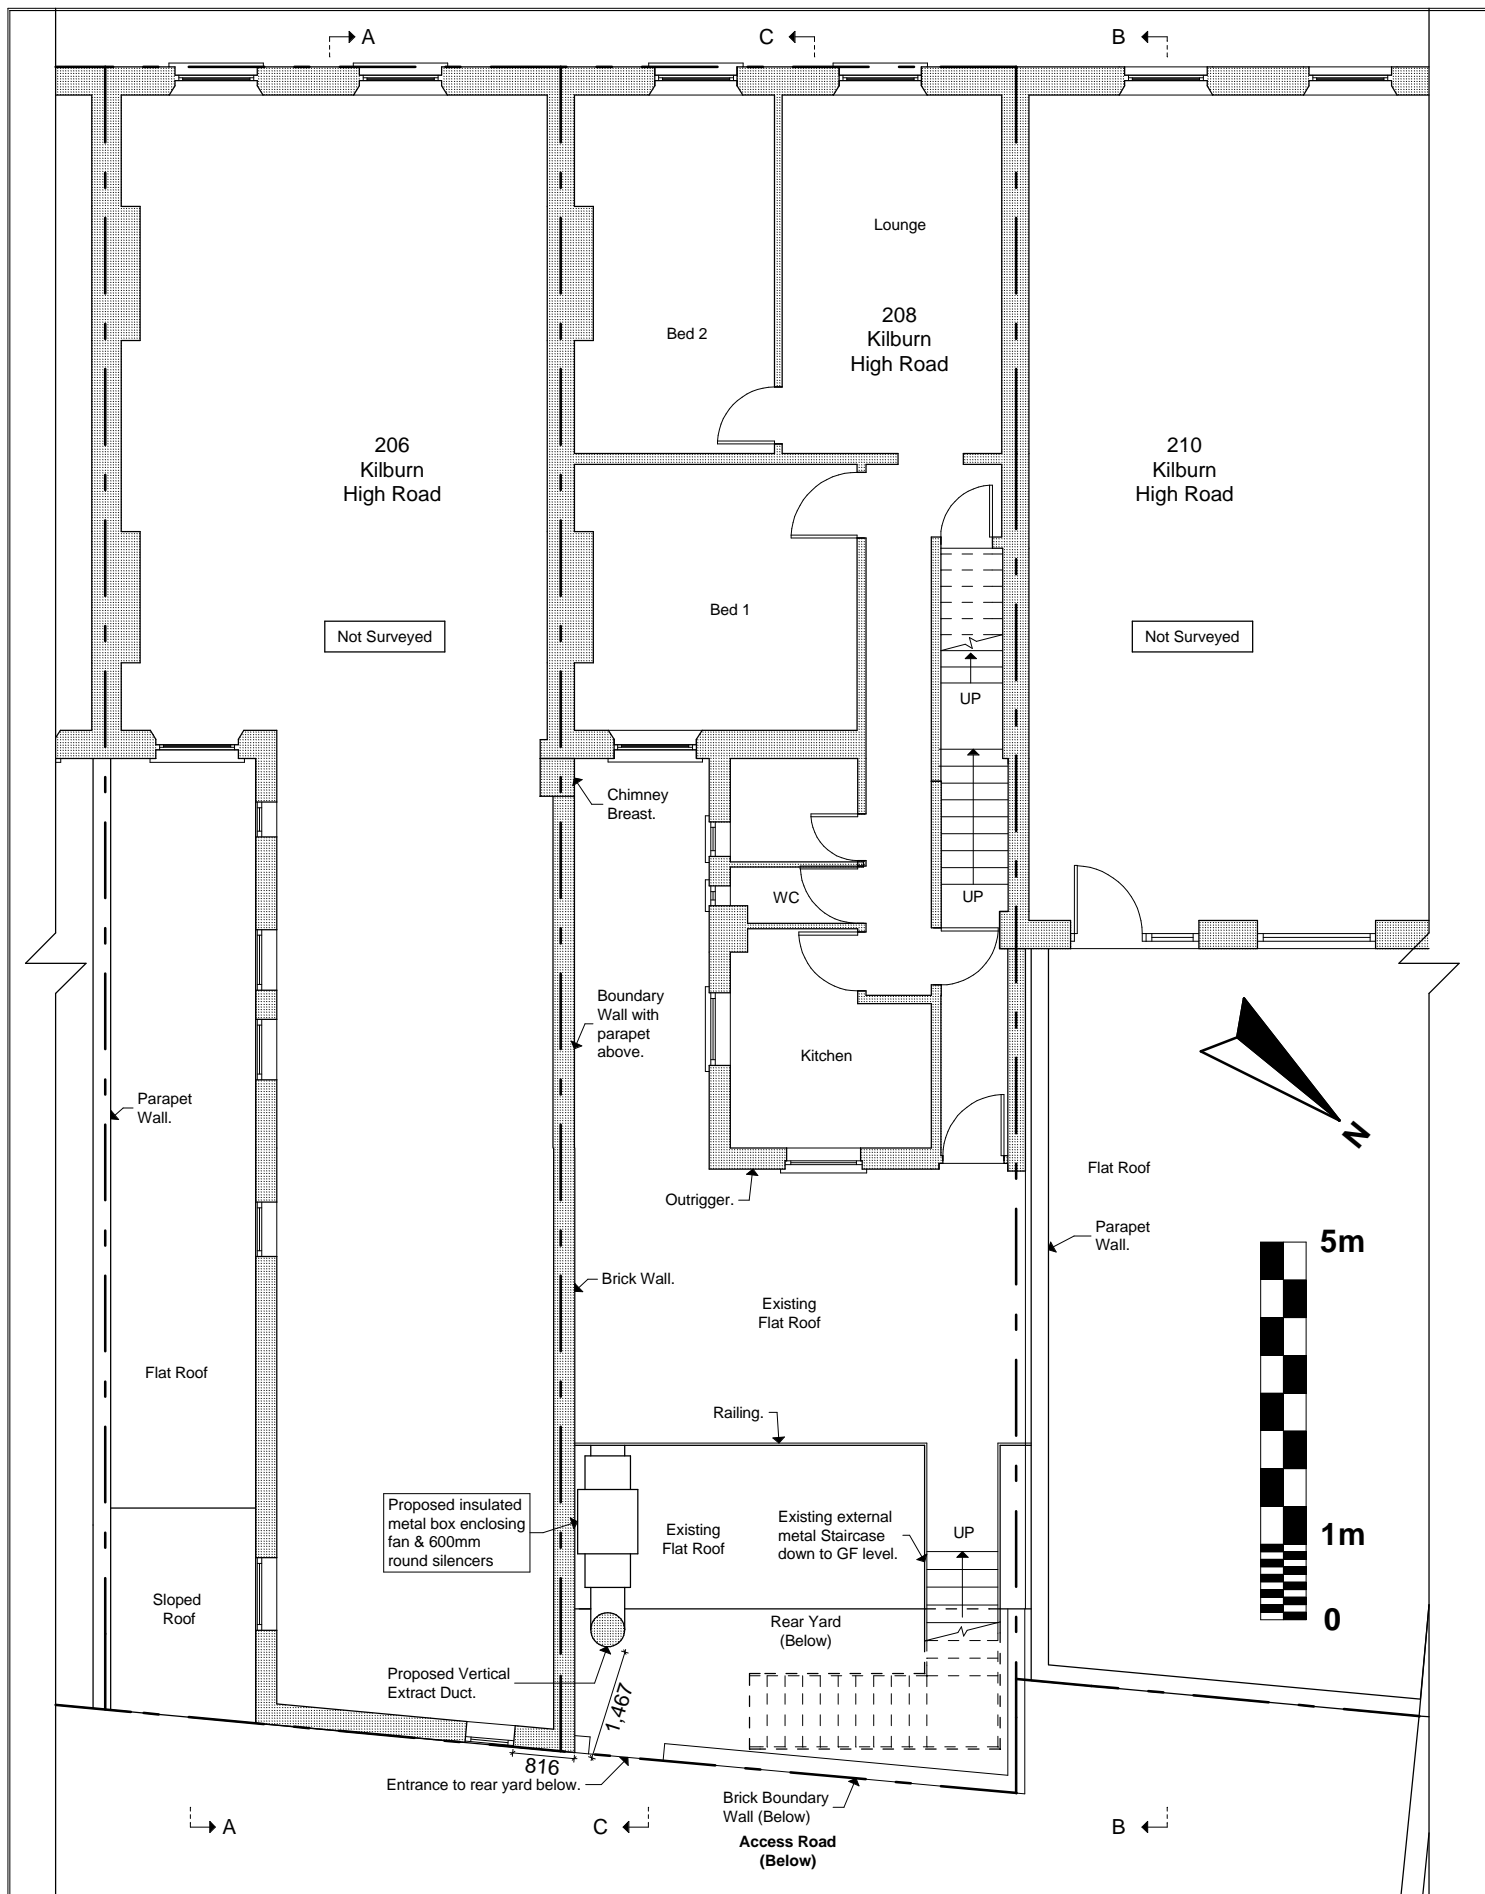 A
C
B
Lounge
208
Kilburn
High Road
Bed 2
206
Kilburn
High Road
210
Kilburn
High Road
Bed 1
Not Surveyed
Not Surveyed
UP
Chimney
Breast.
WC
UP
Boundary
Wall with
parapet
above.
Kitchen
Parapet
Wall.
N
Flat Roof
Outrigger.
Parapet
Wall.
5m
Brick Wall.
Existing
Flat Roof
Flat Roof
Railing.
Proposed insulated
metal box enclosing
fan & 600mm
round silencers
Existing
Flat Roof
Existing external
metal Staircase
down to GF level.
UP
1m
Sloped
Roof
Rear Yard
(Below)
0
Proposed Vertical
Extract Duct.
1,467
816
Entrance to rear yard below.
Brick Boundary
Wall (Below)
A
C
B
Access Road
(Below)